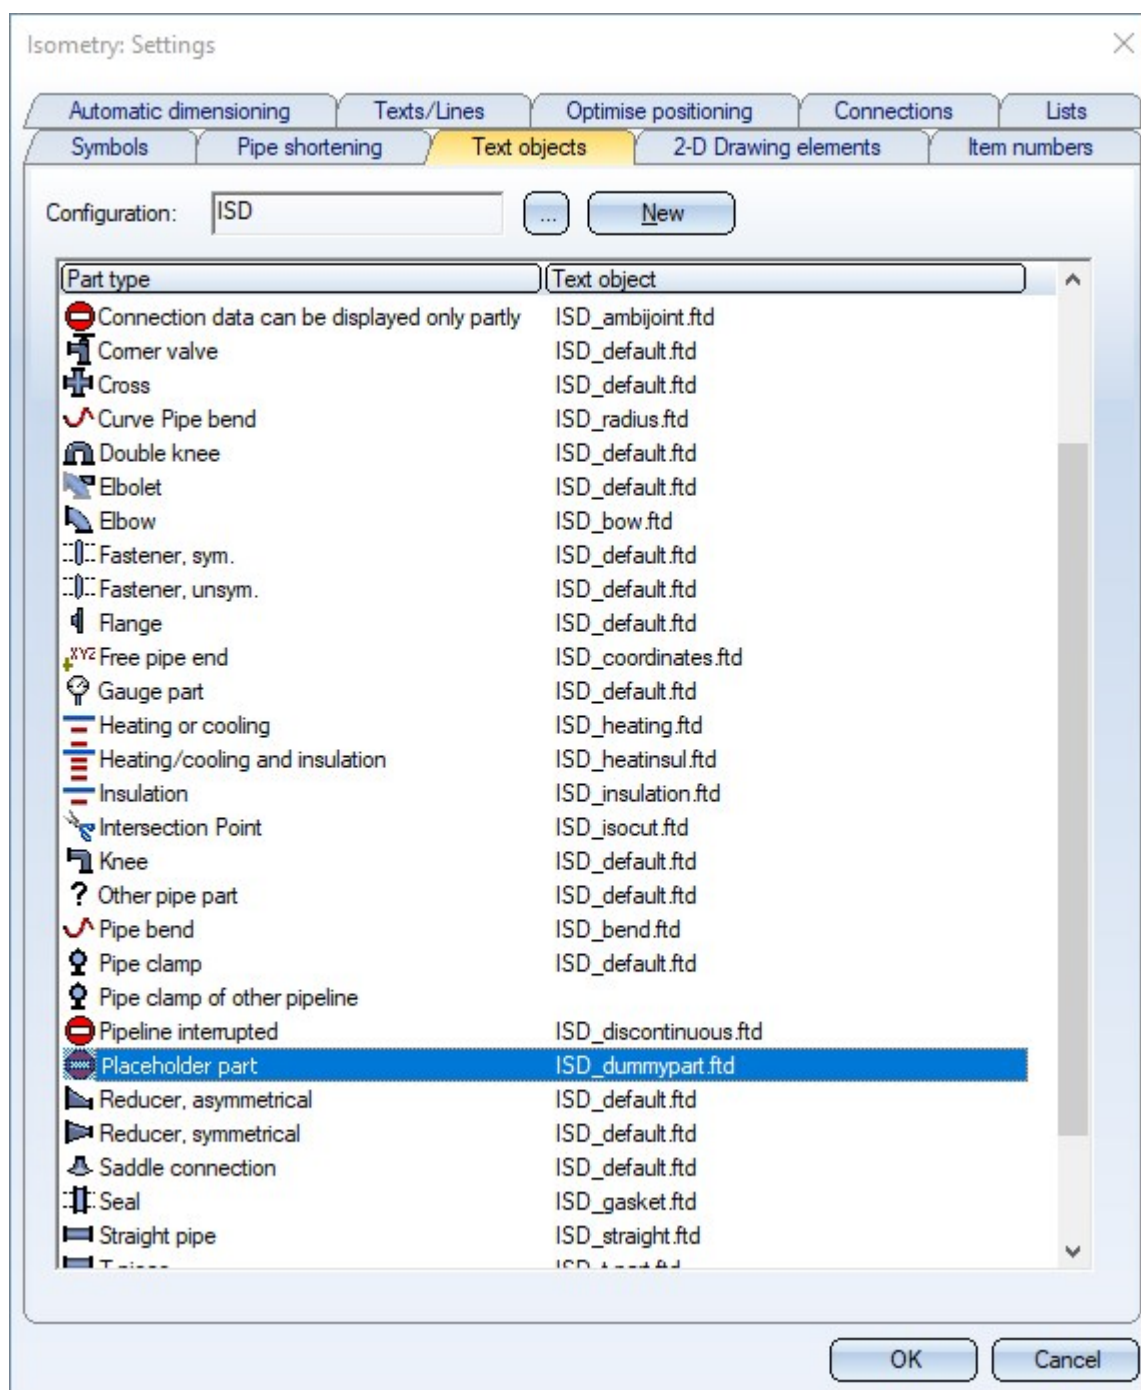 Isometry: Settings
Automatic dimensioning Texts/Lines Optimise positioning Connections Lists
Symbols Pipe shortening Text objects 2-D Drawing elements Item numbers
Configuration: ISD ... New
Part type Text object
Connection data can be displayed only partly ISD_ambijoint.ftd
Corner valve ISD_default.ftd
Cross ISD_default.ftd
Curve Pipe bend ISD_radius.ftd
Double knee ISD_default.ftd
Elbolet ISD_default.ftd
Elbow ISD_bow.ftd
Fastener, sym. ISD_default.ftd
Fastener, unsym. ISD_default.ftd
Flange ISD_default.ftd
XYZ Free pipe end ISD_coordinates.ftd
Gauge part ISD_default.ftd
Heating or cooling ISD_heating.ftd
Heating/cooling and insulation ISD_heatinsul.ftd
Insulation ISD_insulation.ftd
Intersection Point ISD_isocut.ftd
Knee ISD_default.ftd
? Other pipe part ISD_default.ftd
Pipe bend ISD_bend.ftd
Pipe clamp ISD_default.ftd
Pipe clamp of other pipeline
Pipeline interrupted ISD_discontinuous.ftd
Placeholder part ISD_dummypart.ftd
Reducer, asymmetrical ISD_default.ftd
Reducer, symmetrical ISD_default.ftd
Saddle connection ISD_default.ftd
Seal ISD_gasket.ftd
Straight pipe ISD_straight.ftd
OK Cancel